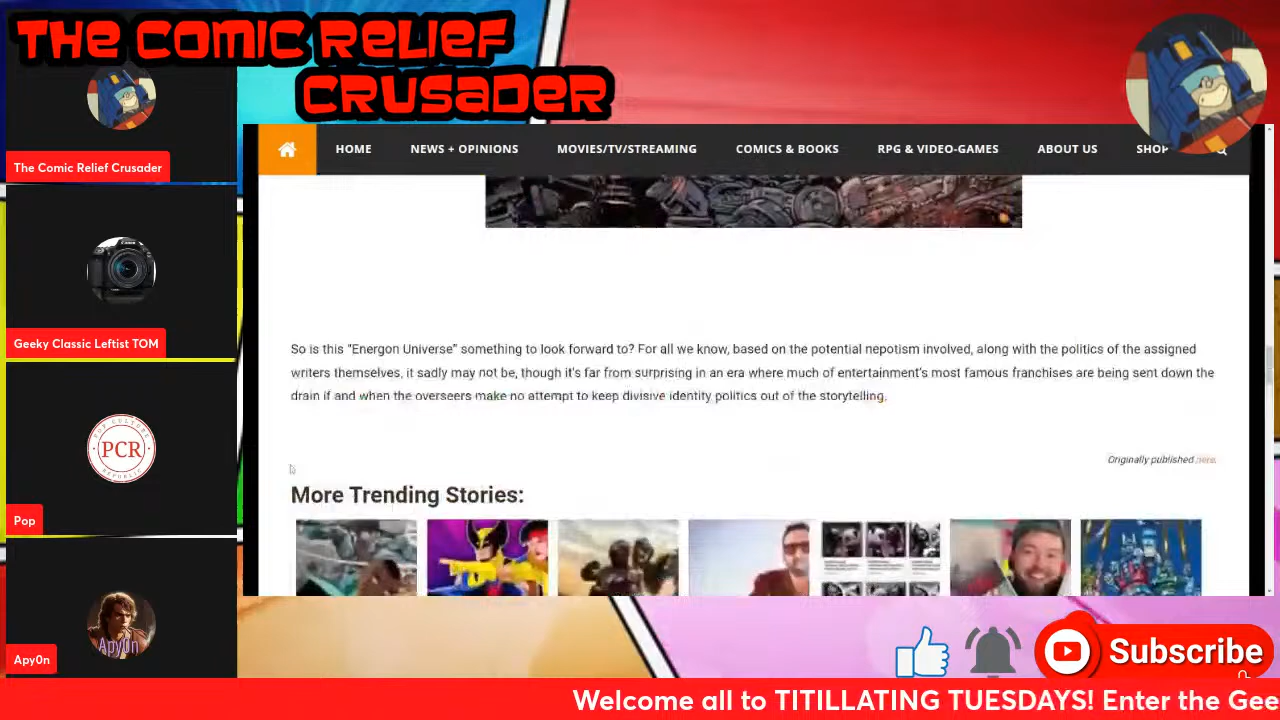 THE COMIC RELIEF
CRUSADER
The Comic Relief Crusader
Geeky Classic Leftist TOM
POP CULTURE
PCR
REPUBLIC
Pop
Apy0n
Apy0n
HOME NEWS + OPINIONS MOVIES/TV/STREAMING COMICS & BOOKS RPG & VIDEO-GAMES ABOUT US SHOP
So is this "Energon Universe" something to look forward to? For all we know, based on the potential nepotism involved, along with the politics of the assigned
writers themselves, it sadly may not be, though it's far from surprising in an era where much of entertainment's most famous franchises are being sent down the
drain if and when the overseers make no attempt to keep divisive identity politics out of the storytelling.
Originally published here.
More Trending Stories:
Subscribe
Welcome all to TITILLATING TUESDAYS! Enter the Gee